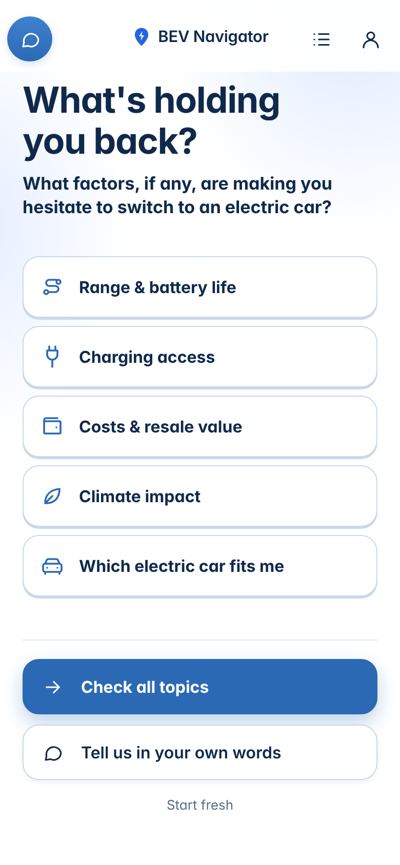 BEV Navigator
What's holding
you back?
What factors, if any, are making you
hesitate to switch to an electric car?
Range & battery life
Charging access
Costs & resale value
Climate impact
Which electric car fits me
Check all topics
Tell us in your own words
Start fresh